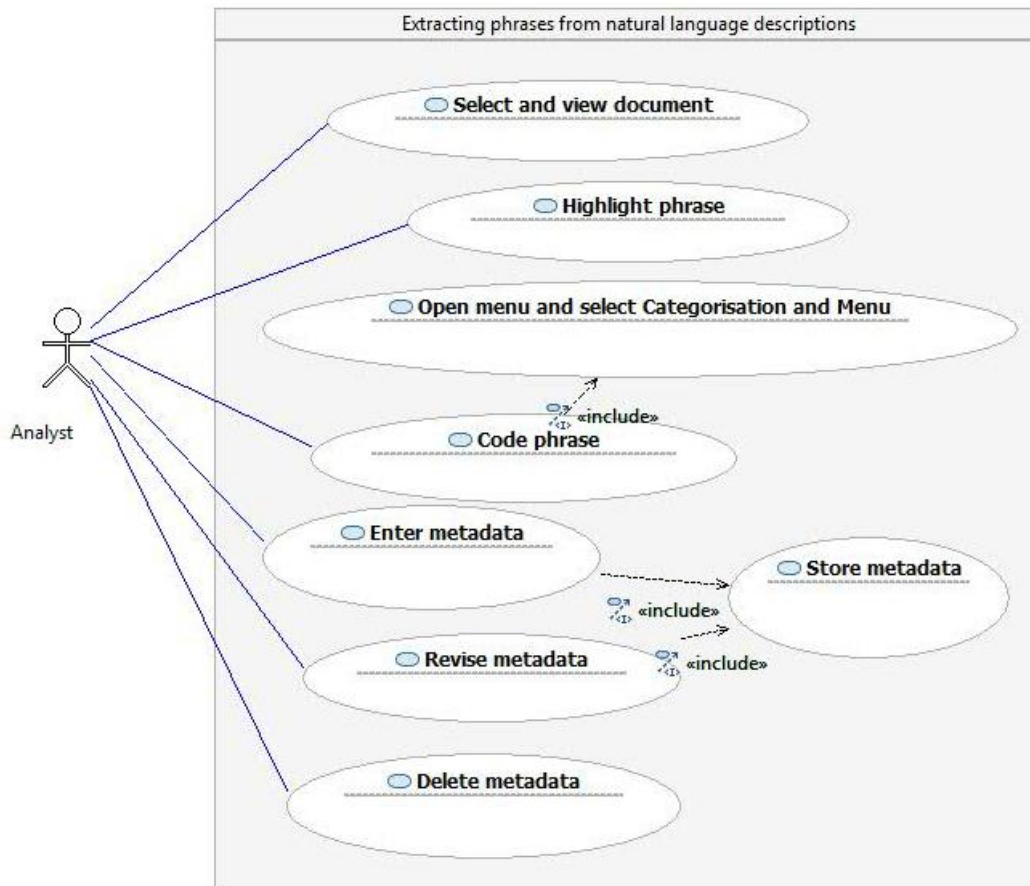 Extracting phrases from natural language descriptions
Select and view document
Highlight phrase
Open menu and select Categorisation and Menu
«include»
Code phrase
Analyst
Enter metadata
Store metadata
«include»
Revise metadata
«include»
Delete metadata